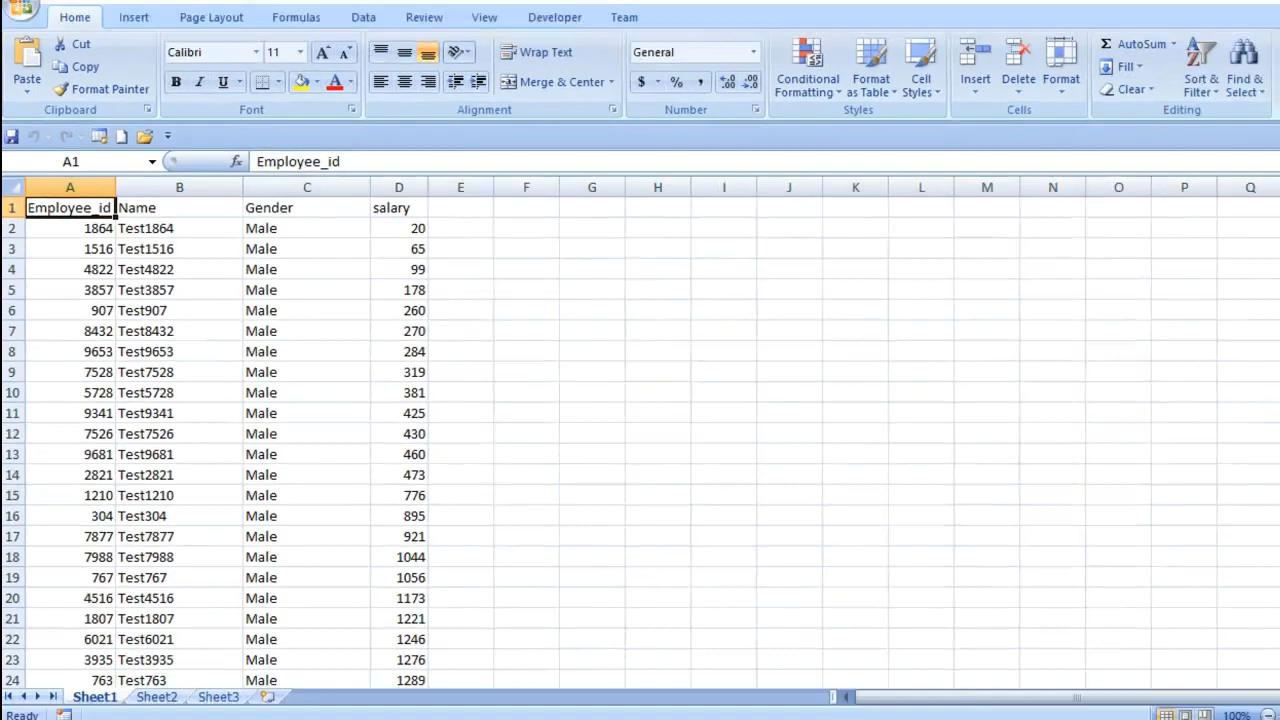 Home Insert Page Layout Formulas Data Review View Developer Team
Paste
Cut
Copy
Format Painter
Clipboard
Calibri 11
B I U A
Font
Wrap Text
Merge & Center
Alignment
General
$ % ,
Number
Conditional Formatting
Format as Table
Cell Styles
Styles
Insert Delete Format
Cells
Σ AutoSum
Fill
Clear
Sort & Filter
Find & Select
Editing
A1 fx Employee_id
A B C D E F G H I J K L M N O P Q
1 Employee_id Name Gender salary
2 1864 Test1864 Male 20
3 1516 Test1516 Male 65
4 4822 Test4822 Male 99
5 3857 Test3857 Male 178
6 907 Test907 Male 260
7 8432 Test8432 Male 270
8 9653 Test9653 Male 284
9 7528 Test7528 Male 319
10 5728 Test5728 Male 381
11 9341 Test9341 Male 425
12 7526 Test7526 Male 430
13 9681 Test9681 Male 460
14 2821 Test2821 Male 473
15 1210 Test1210 Male 776
16 304 Test304 Male 895
17 7877 Test7877 Male 921
18 7988 Test7988 Male 1044
19 767 Test767 Male 1056
20 4516 Test4516 Male 1173
21 1807 Test1807 Male 1221
22 6021 Test6021 Male 1246
23 3935 Test3935 Male 1276
24 763 Test763 Male 1289
Sheet1 Sheet2 Sheet3
Ready 100%